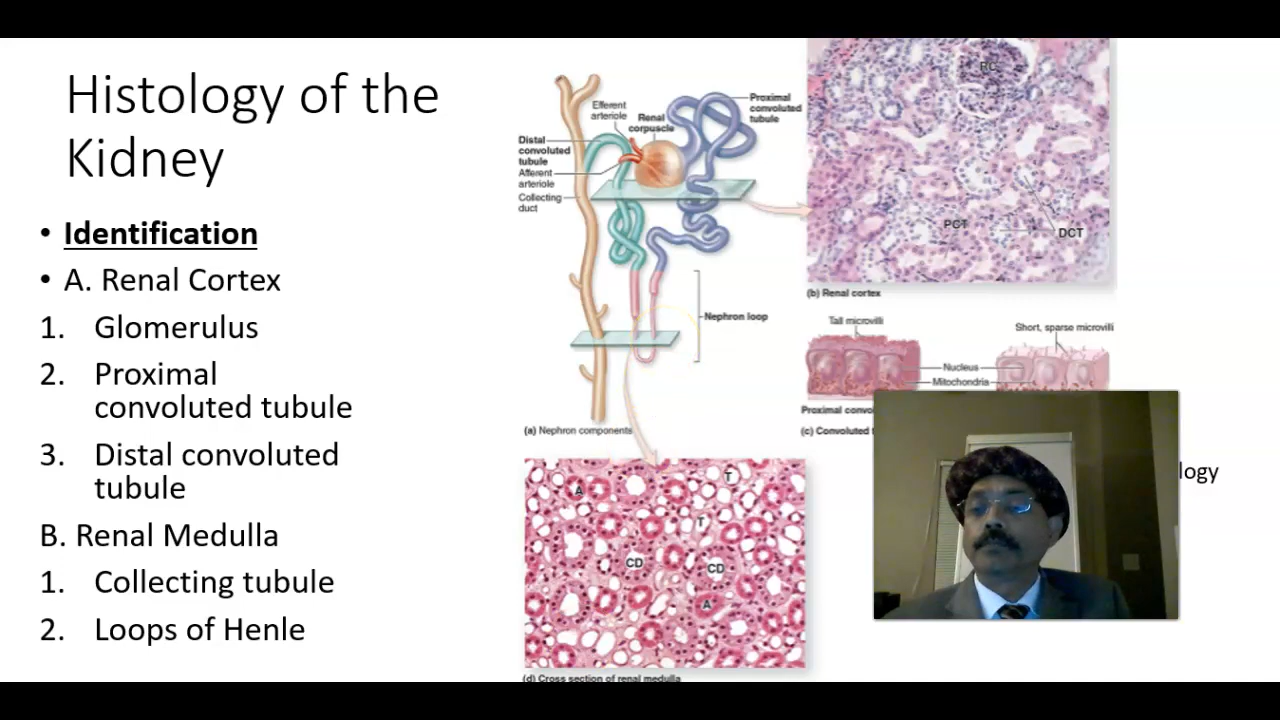 Histology of the
Kidney
• Identification
• A. Renal Cortex
1. Glomerulus
2. Proximal
convoluted tubule
3. Distal convoluted
tubule
B. Renal Medulla
1. Collecting tubule
2. Loops of Henle
Efferent
arteriole
Renal
corpuscle
Proximal
convoluted
tubule
Distal
convoluted
tubule
Afferent
arteriole
Collecting
duct
Nephron loop
(a) Nephron components
RC
PCT
DCT
(b) Renal cortex
Tall microvilli
Short, sparse microvilli
Nucleus
Mitochondria
Proximal
(c) Convoluted
logy
A
T
T
CD
CD
A
(d) Cross section of renal medulla